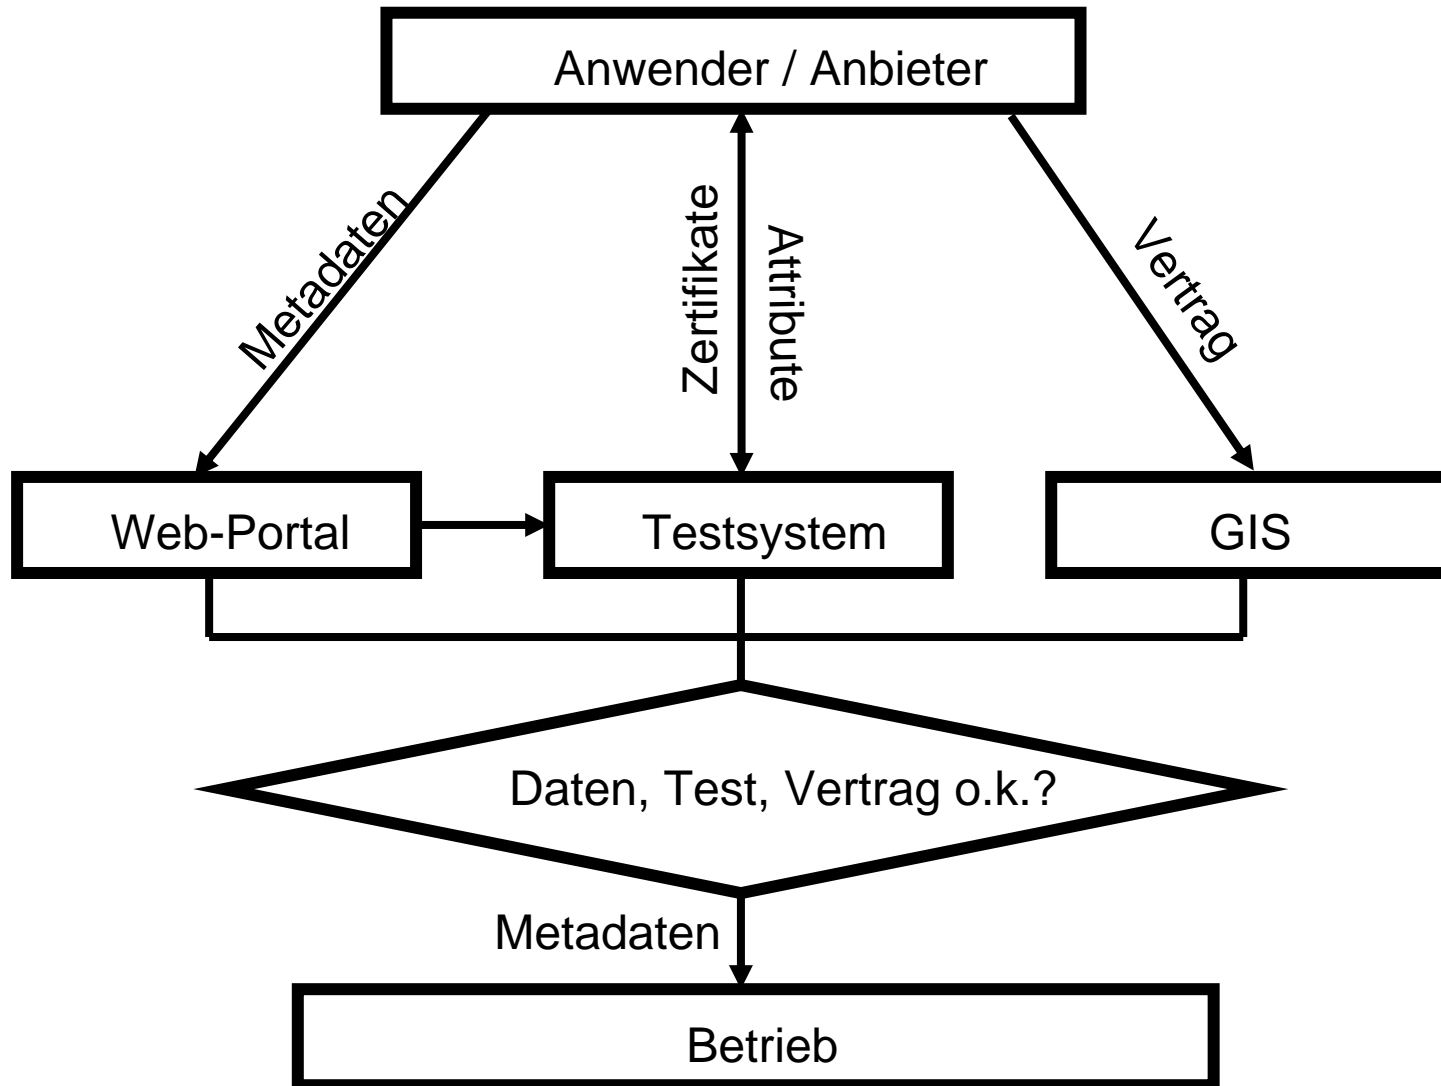 Anwender / Anbieter
Metadaten
Zertifikate
Attribute
Vertrag
Web-Portal
Testsystem
GIS
Daten, Test, Vertrag o.k.?
Metadaten
Betrieb